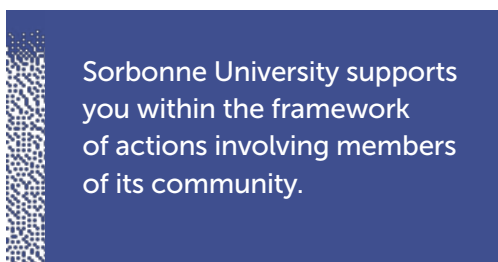 Sorbonne University supports
you within the framework
of actions involving members
of its community.